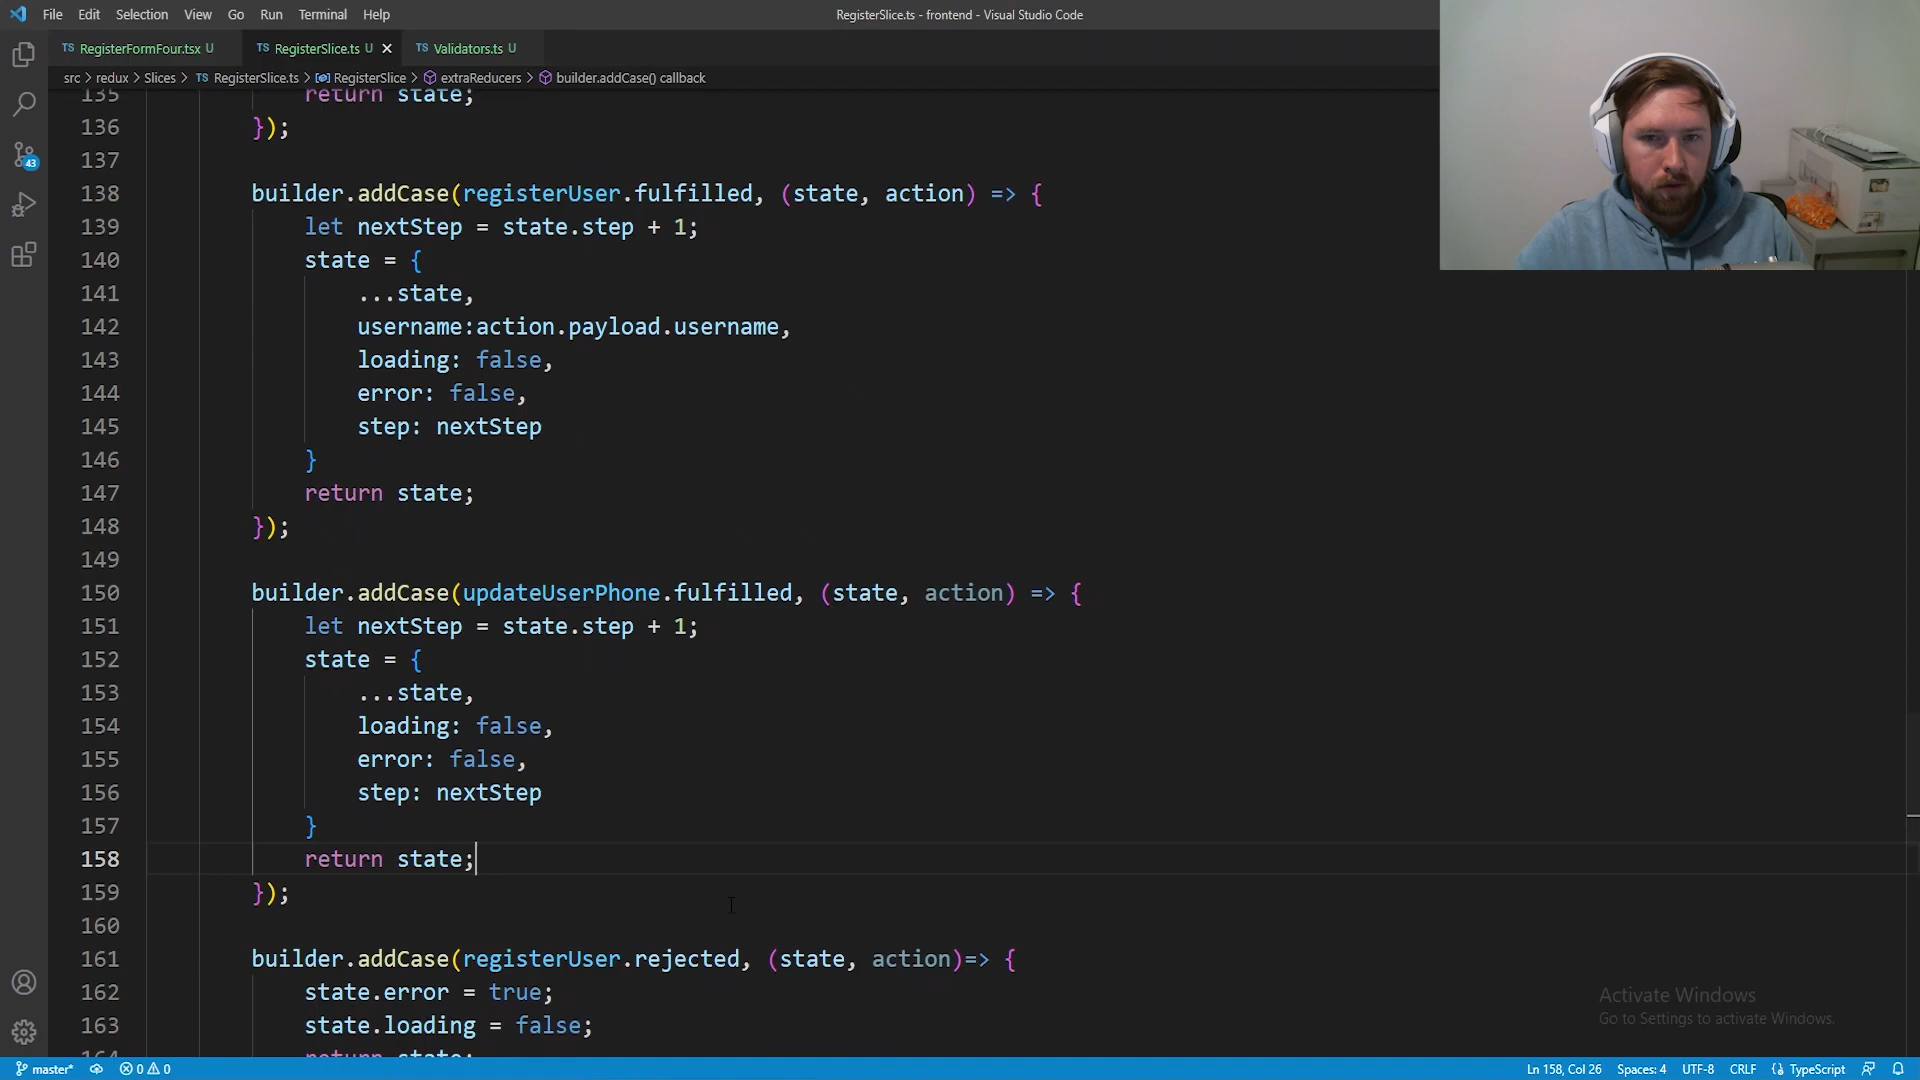 File Edit Selection View Go Run Terminal Help
RegisterSlice.ts - frontend - Visual Studio Code
TS RegisterFormFour.tsx U TS RegisterSlice.ts U TS Validators.ts U
src > redux > Slices > TS RegisterSlice.ts > RegisterSlice > extraReducers > builder.addCase() callback
135 return state;
136 });
137
138 builder.addCase(registerUser.fulfilled, (state, action) => {
139 let nextStep = state.step + 1;
140 state = {
141 ...state,
142 username:action.payload.username,
143 loading: false,
144 error: false,
145 step: nextStep
146 }
147 return state;
148 });
149
150 builder.addCase(updateUserPhone.fulfilled, (state, action) => {
151 let nextStep = state.step + 1;
152 state = {
153 ...state,
154 loading: false,
155 error: false,
156 step: nextStep
157 }
158 return state;
159 });
160
161 builder.addCase(registerUser.rejected, (state, action)=> {
162 state.error = true;
163 state.loading = false;
164 return state;
43
Activate Windows
Go to Settings to activate Windows.
master* 0 0 Ln 158, Col 26 Spaces: 4 UTF-8 CRLF {} TypeScript